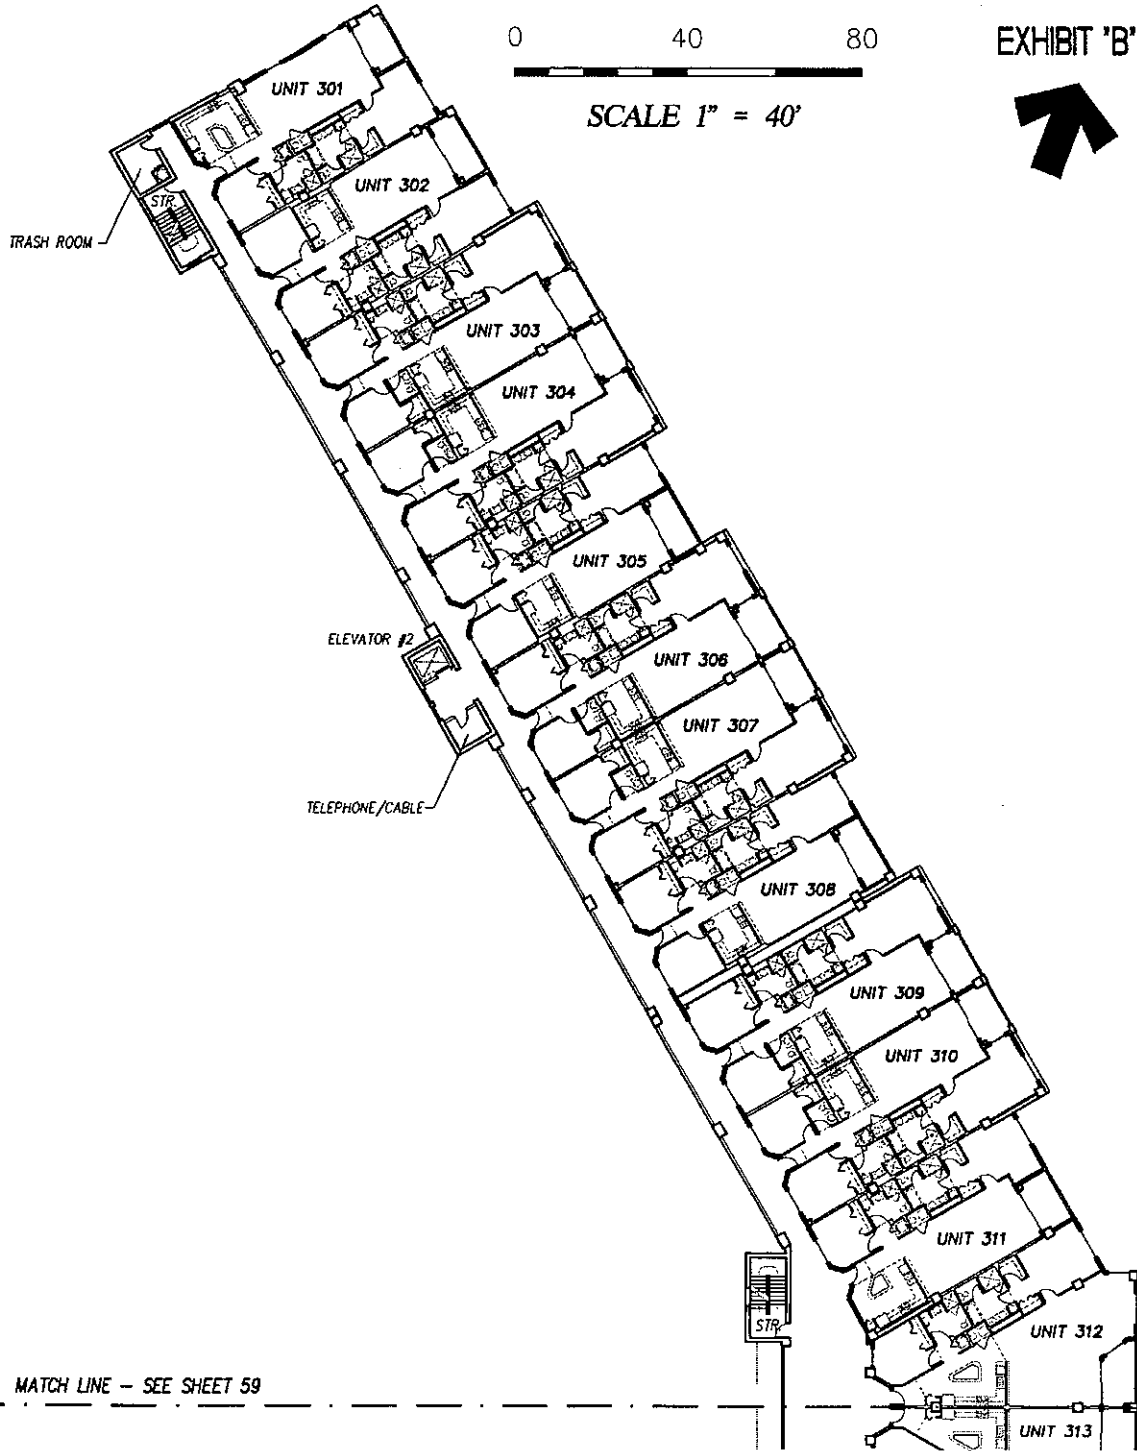 0 40 80
EXHIBIT "B"
SCALE 1" = 40'
UNIT 301
UNIT 302
STR
TRASH ROOM
UNIT 303
UNIT 304
UNIT 305
ELEVATOR #2
UNIT 306
UNIT 307
TELEPHONE/CABLE
UNIT 308
UNIT 309
UNIT 310
UNIT 311
STR
UNIT 312
MATCH LINE - SEE SHEET 59
UNIT 313